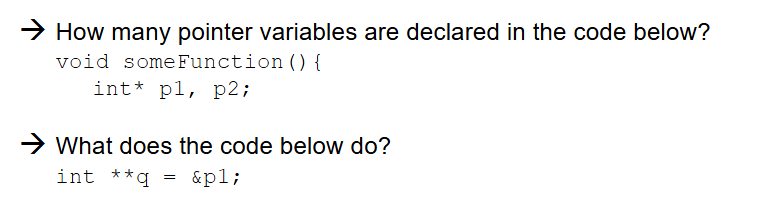 → How many pointer variables are declared in the code below?
void someFunction(){
int* p1, p2;
→ What does the code below do?
int **q = &p1;